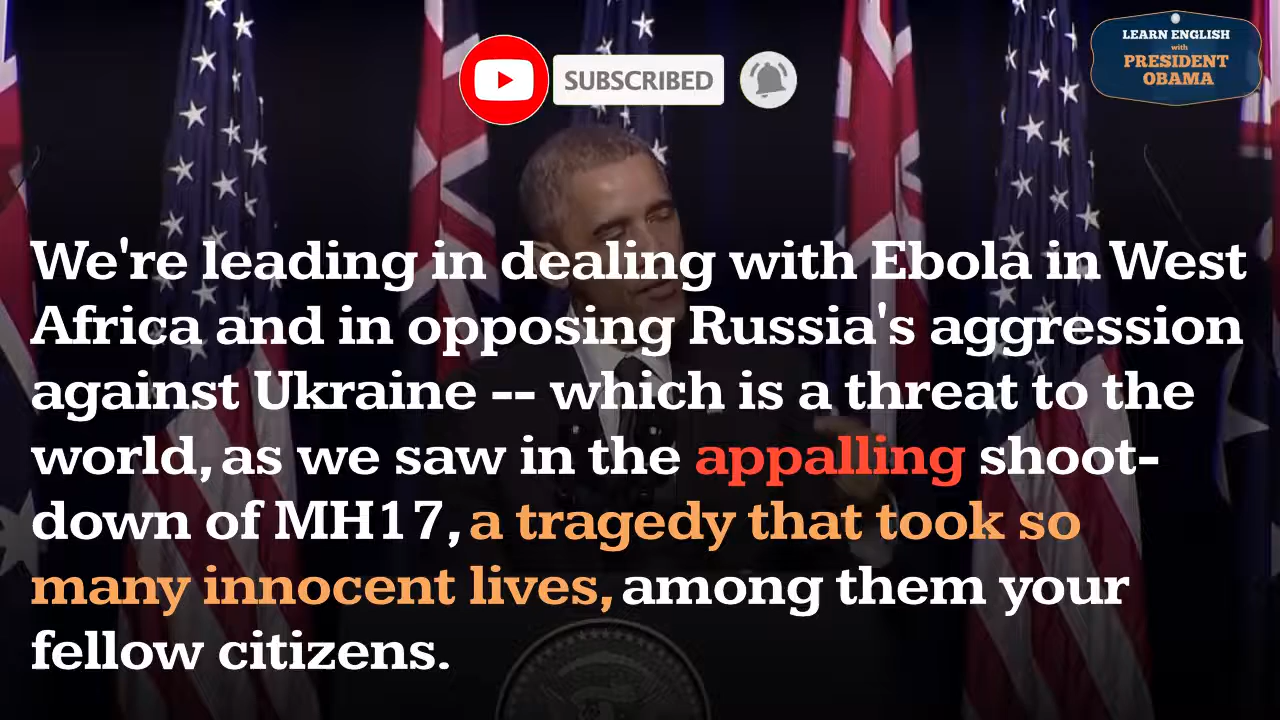 LEARN ENGLISH
with
PRESIDENT
OBAMA
SUBSCRIBED
We're leading in dealing with Ebola in West
Africa and in opposing Russia's aggression
against Ukraine -- which is a threat to the
world, as we saw in the appalling shoot-
down of MH17, a tragedy that took so
many innocent lives, among them your
fellow citizens.